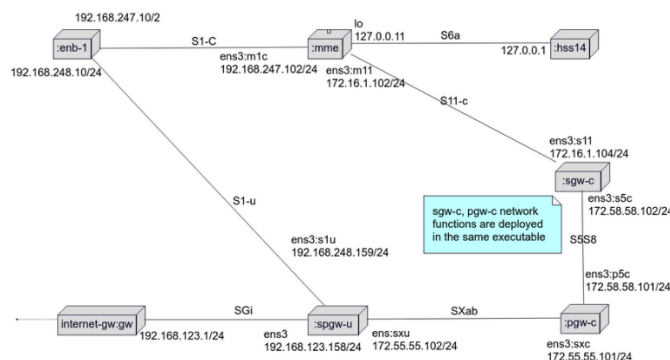 192.168.247.10/2
:enb-1
192.168.248.10/24
S1-C
lo
127.0.0.11
:mme
ens3:m1c
192.168.247.102/24
ens3:m11
172.16.1.102/24
S6a
127.0.0.1
:hss14
S11-c
ens3:s11
172.16.1.104/24
:sgw-c
ens3:s5c
172.58.58.102/24
S1-u
sgw-c, pgw-c network
functions are deployed
in the same executable
S5S8
ens3:s1u
192.168.248.159/24
ens3:p5c
172.58.58.101/24
internet-gw:gw
192.168.123.1/24
SGi
:spgw-u
ens3
192.168.123.158/24
ens:sxu
172.55.55.102/24
SXab
:pgw-c
ens3:sxc
172.55.55.101/24